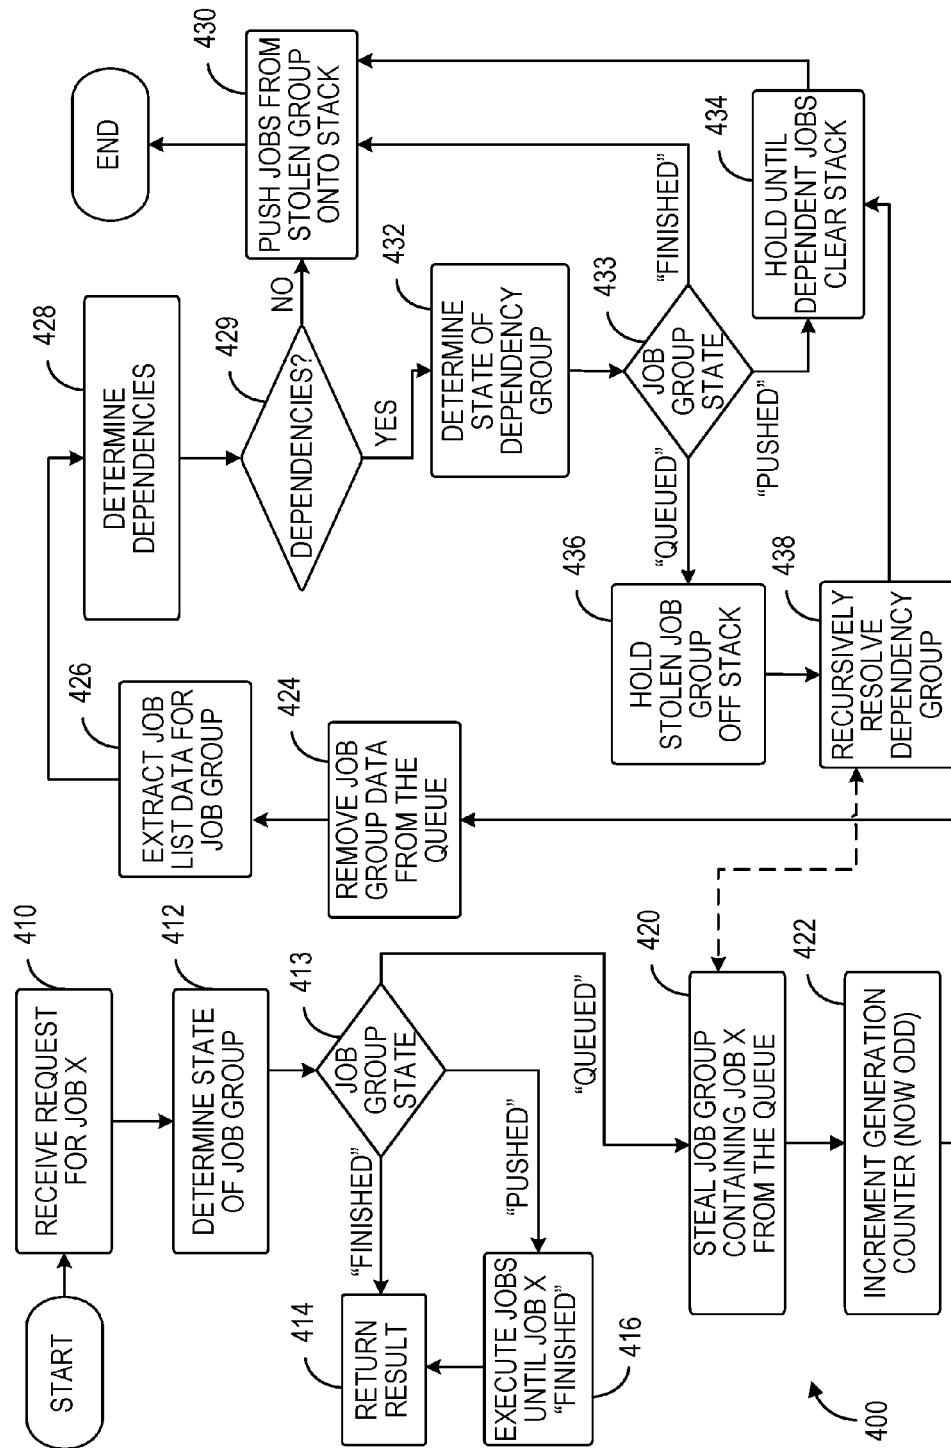 START
410
RECEIVE REQUEST
FOR JOB X
412
DETERMINE STATE
OF JOB GROUP
413
JOB
GROUP
STATE
"FINISHED"
414
RETURN
RESULT
"PUSHED"
EXECUTE JOBS
UNTIL JOB X
"FINISHED"
416
"QUEUED"
420
STEAL JOB GROUP
CONTAINING JOB X
FROM THE QUEUE
422
INCREMENT GENERATION
COUNTER (NOW ODD)
400
424
REMOVE JOB
GROUP DATA
FROM THE
QUEUE
426
EXTRACT JOB
LIST DATA FOR
JOB GROUP
428
DETERMINE
DEPENDENCIES
429
DEPENDENCIES?
NO
YES
430
PUSH JOBS FROM
STOLEN GROUP
ONTO STACK
END
432
DETERMINE
STATE OF
DEPENDENCY
GROUP
433
JOB
GROUP
STATE
"FINISHED"
"QUEUED"
"PUSHED"
434
HOLD UNTIL
DEPENDENT JOBS
CLEAR STACK
436
HOLD
STOLEN JOB
GROUP
OFF STACK
438
RECURSIVELY
RESOLVE
DEPENDENCY
GROUP